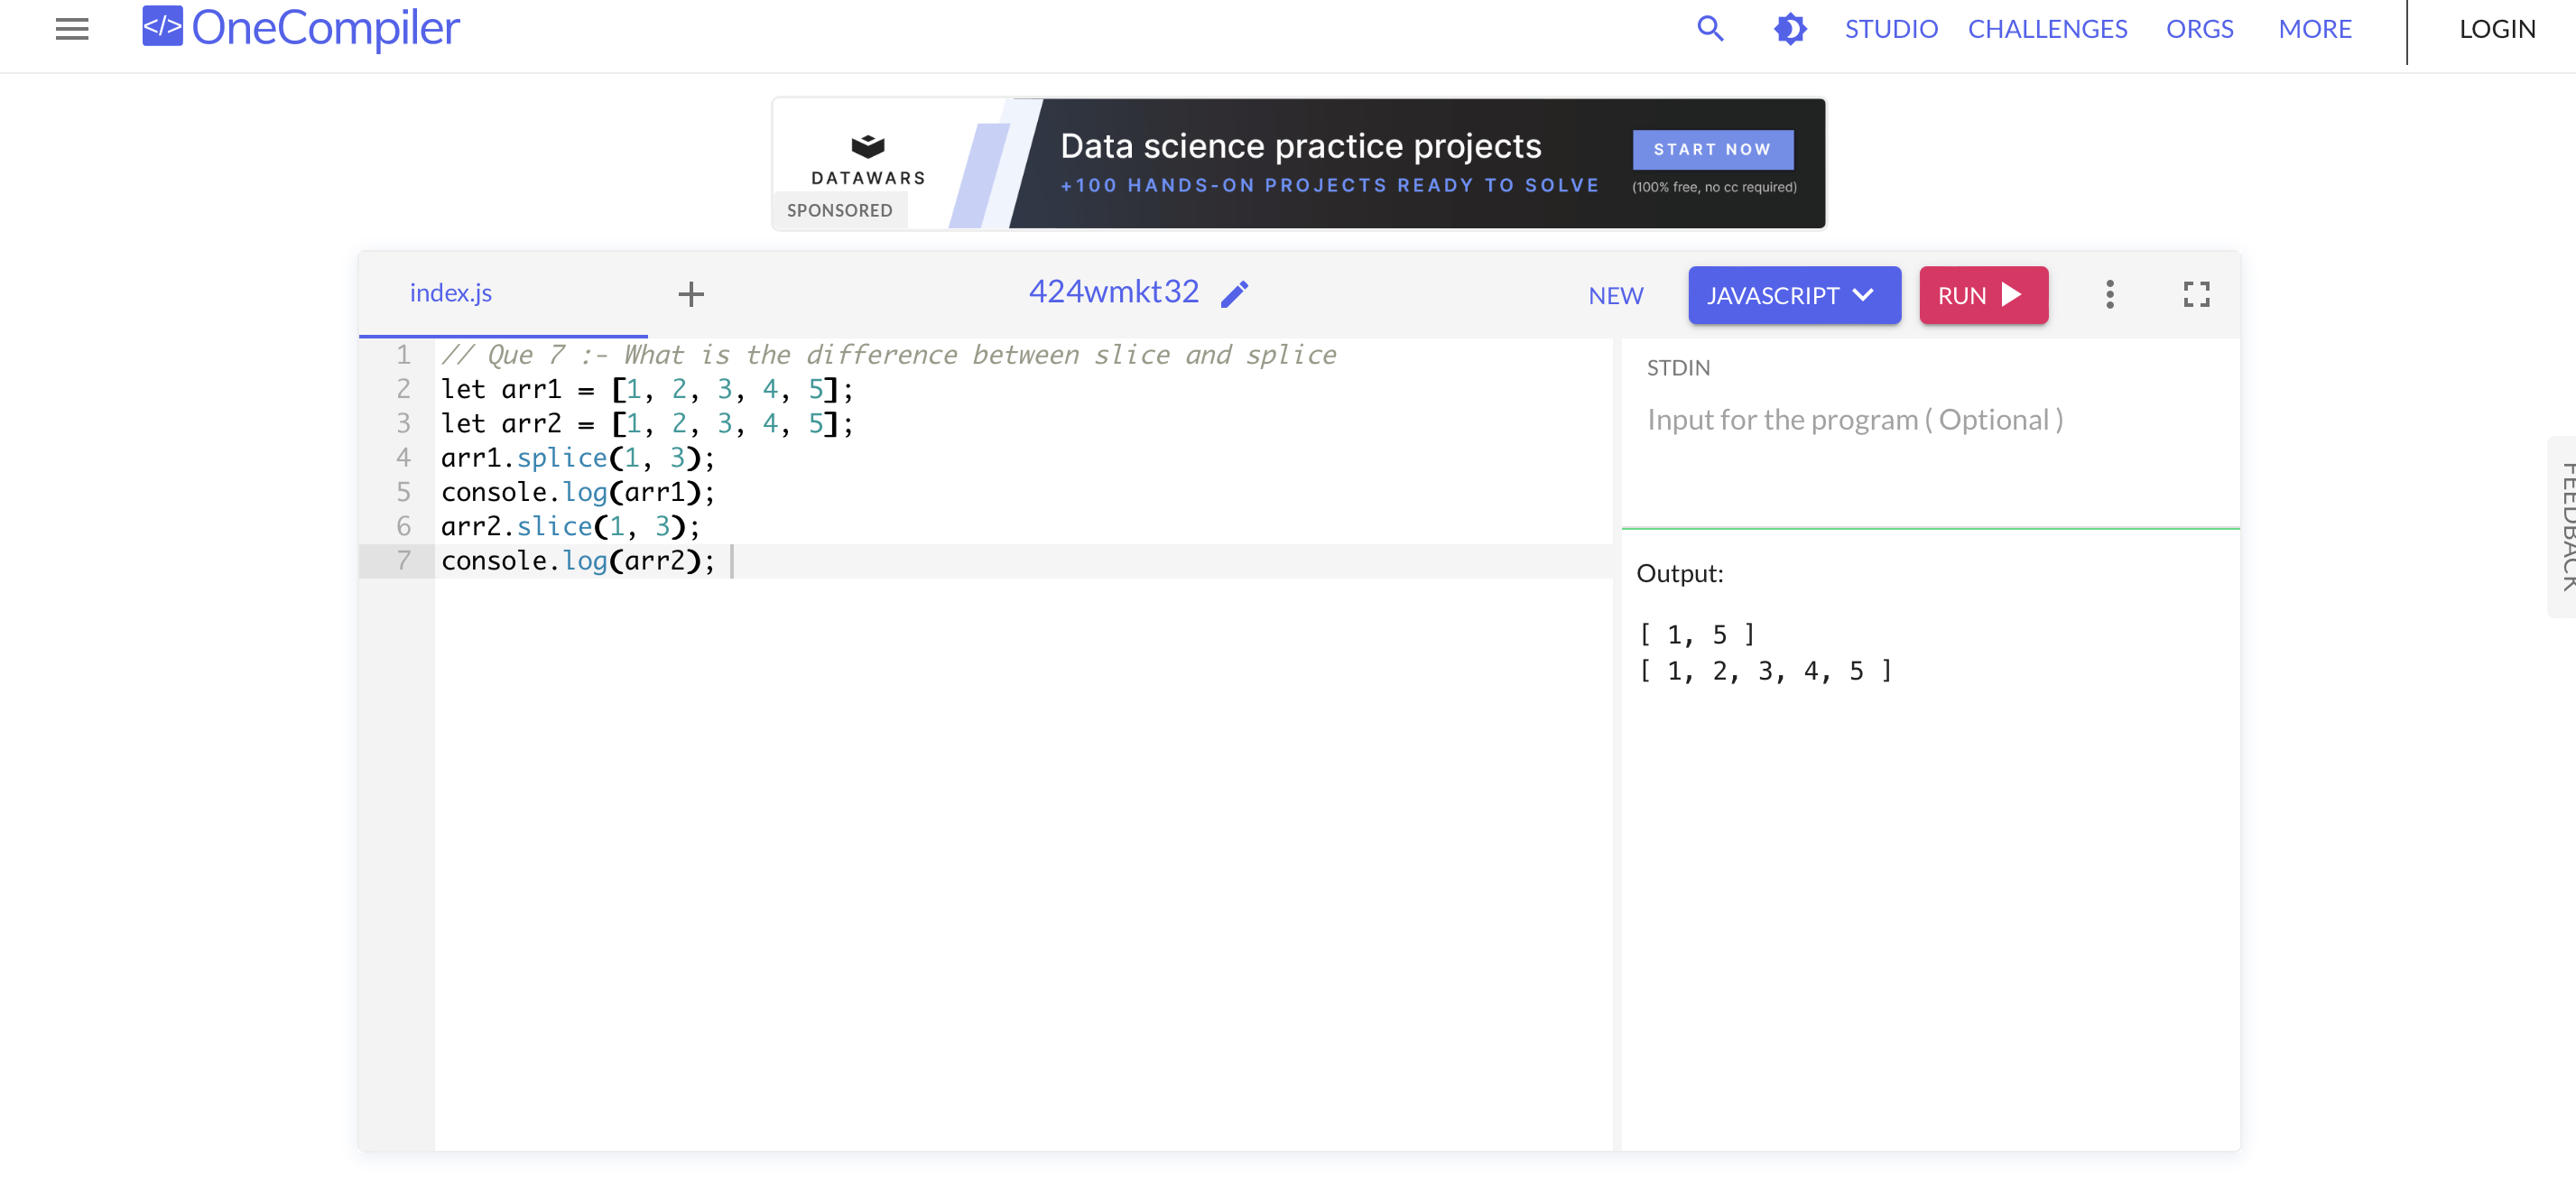 </> OneCompiler
STUDIO
CHALLENGES
ORGS
MORE
LOGIN
DATAWARS
SPONSORED
Data science practice projects
+100 HANDS-ON PROJECTS READY TO SOLVE
START NOW
(100% free, no cc required)
index.js
424wmkt32
NEW
JAVASCRIPT
RUN
1 // Que 7 :- What is the difference between slice and splice
2 let arr1 = [1, 2, 3, 4, 5];
3 let arr2 = [1, 2, 3, 4, 5];
4 arr1.splice(1, 3);
5 console.log(arr1);
6 arr2.slice(1, 3);
7 console.log(arr2);
STDIN
Input for the program ( Optional )
Output:
[ 1, 5 ]
[ 1, 2, 3, 4, 5 ]
FEEDBACK